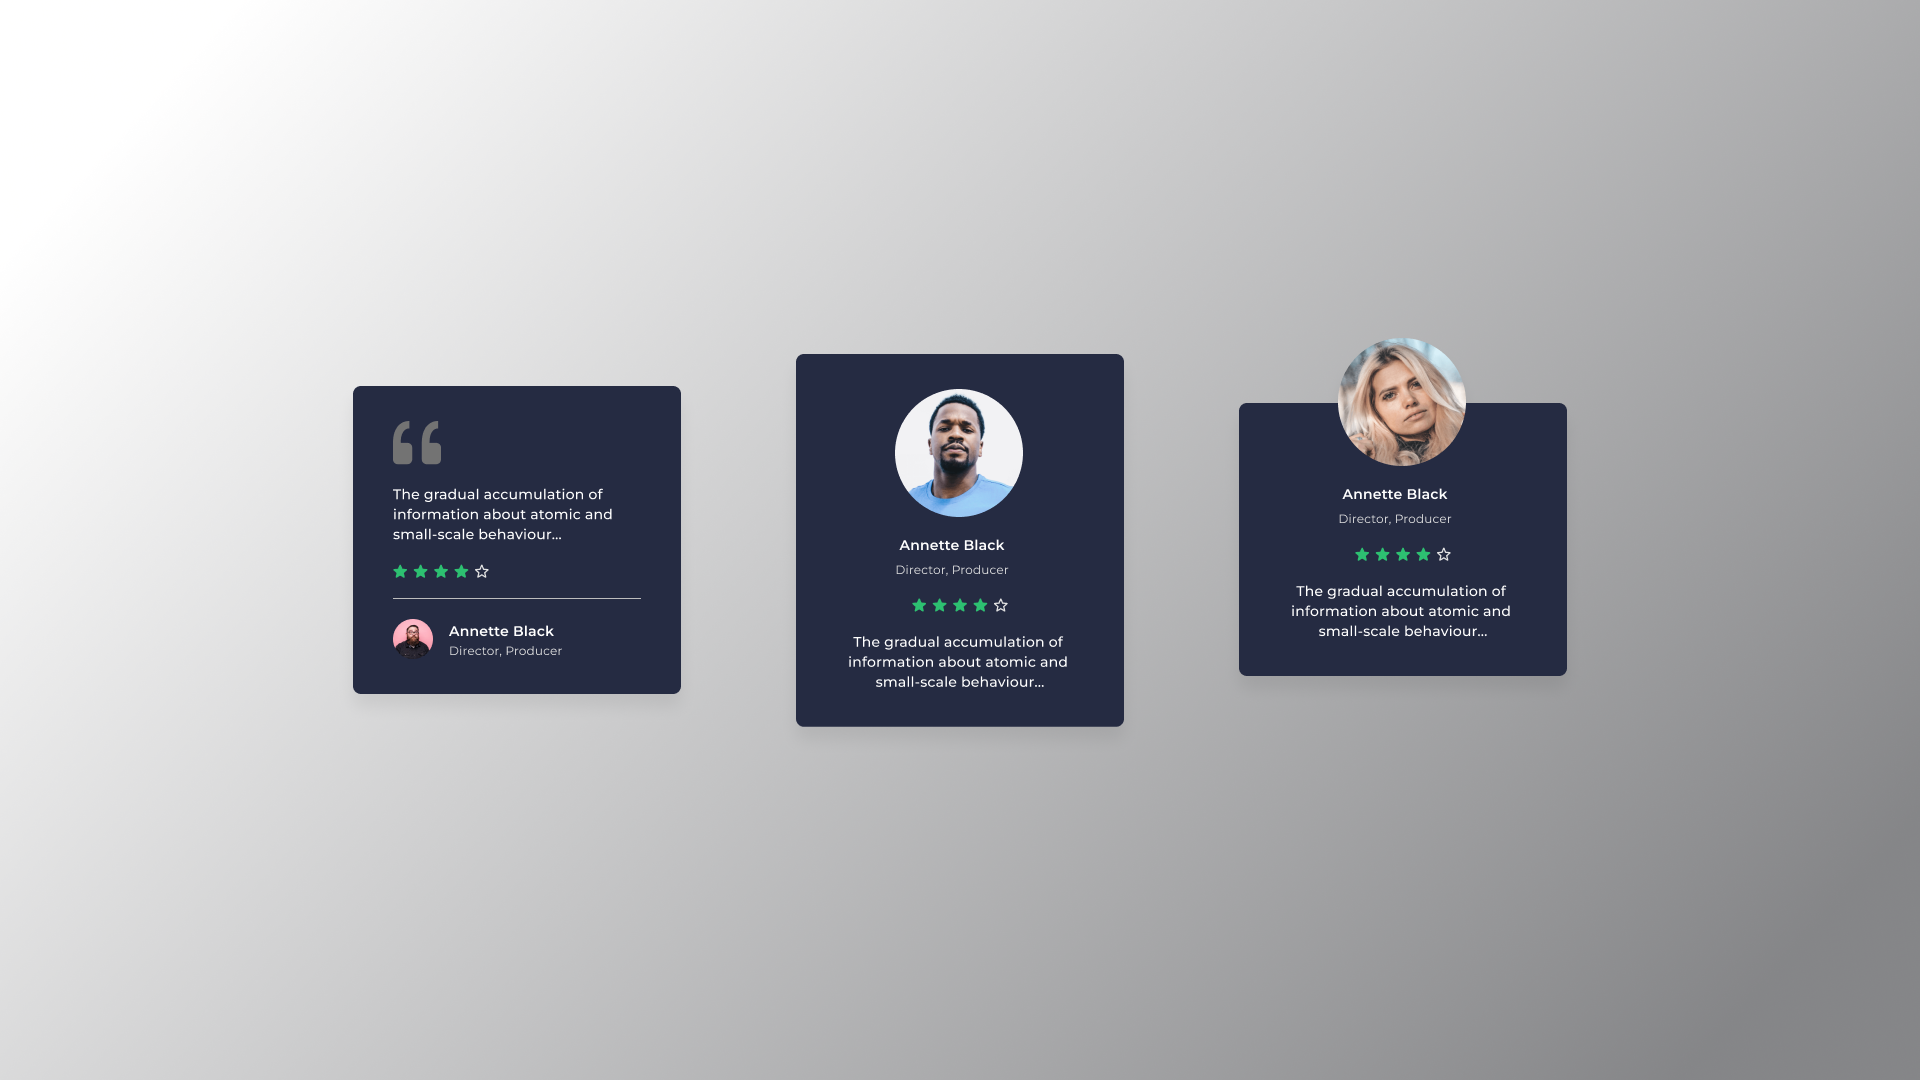 The gradual accumulation of
information about atomic and
small-scale behaviour...
Annette Black
Director, Producer
Annette Black
Director, Producer
The gradual accumulation of
information about atomic and
small-scale behaviour...
Annette Black
Director, Producer
The gradual accumulation of
information about atomic and
small-scale behaviour...